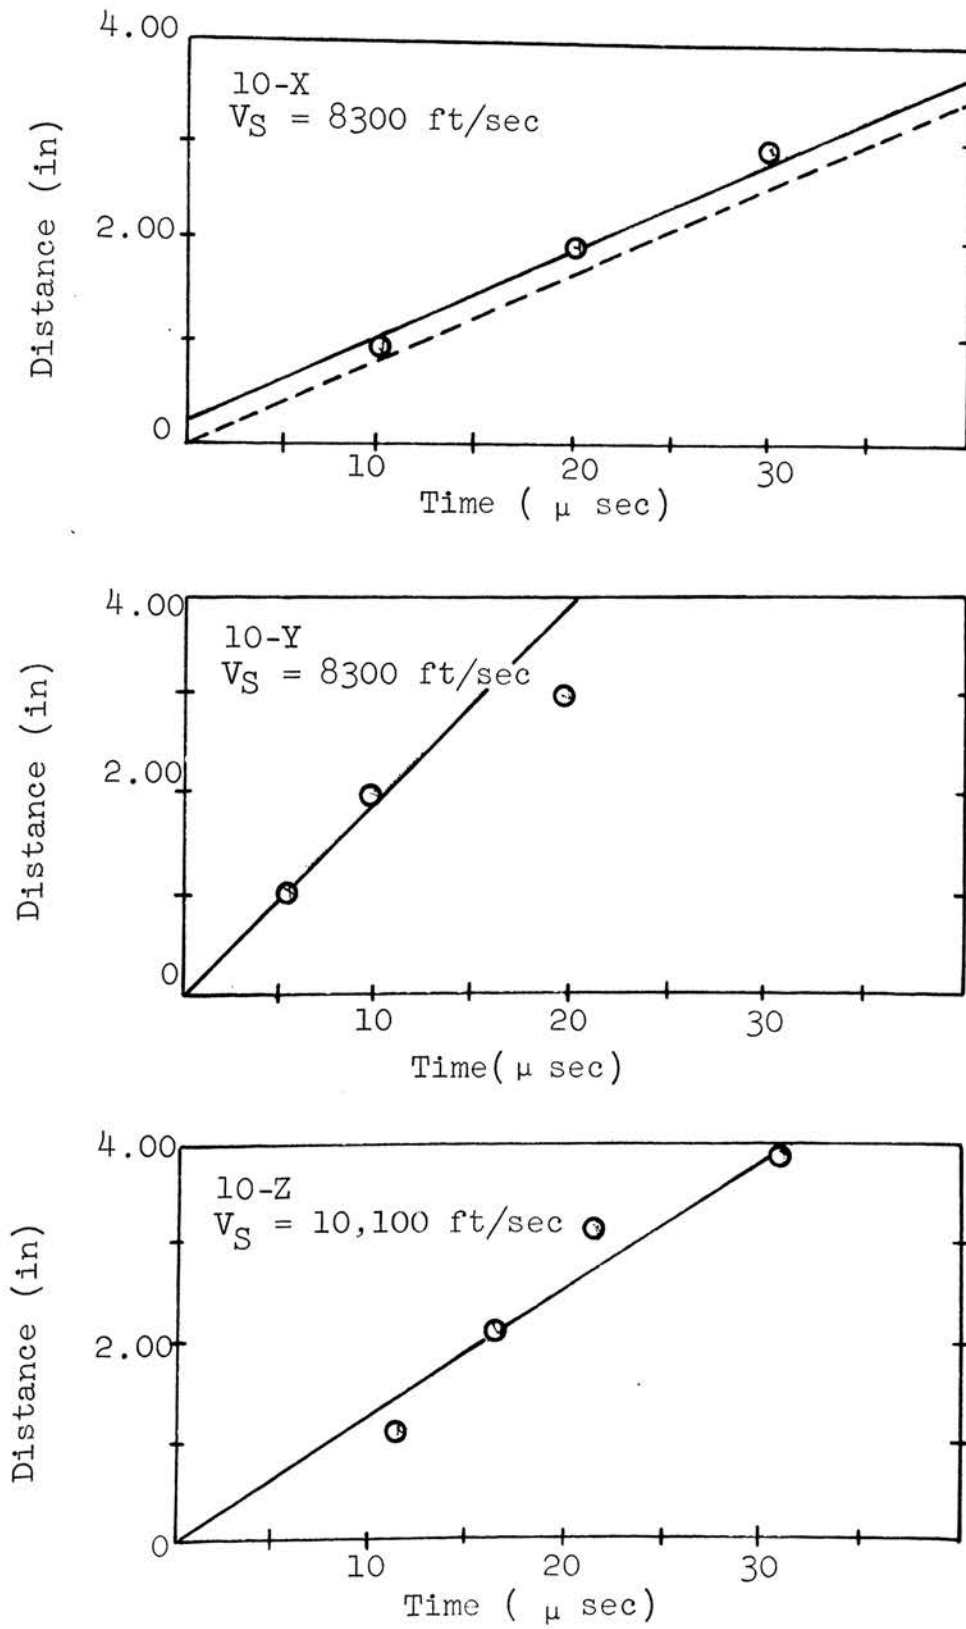 4.00
10-X
VS = 8300 ft/sec
Distance (in)
2.00
0
10 20 30
Time ( μ sec)
4.00
10-Y
VS = 8300 ft/sec
Distance (in)
2.00
0
10 20 30
Time( μ sec)
4.00
10-Z
VS = 10,100 ft/sec
Distance (in)
2.00
0
10 20 30
Time ( μ sec)